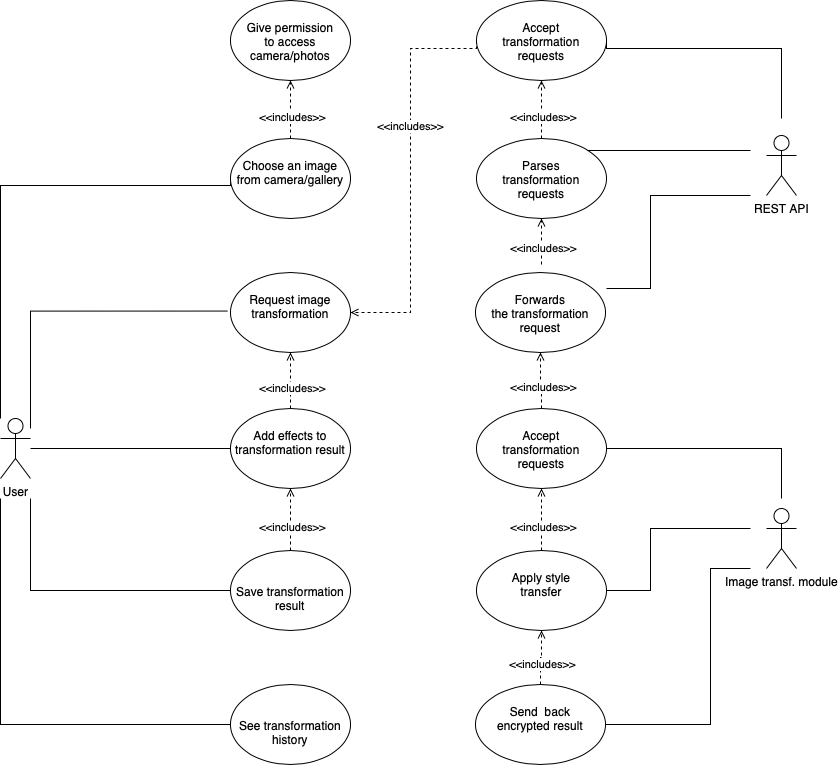 Give permission
to access
camera/photos
Accept
transformation
requests
<<includes>>
<<includes>>
<<includes>>
Choose an image
from camera/gallery
Parses
transformation
requests
REST API
<<includes>>
Request image
transformation
Forwards
the transformation
request
<<includes>>
<<includes>>
Add effects to
transformation result
Accept
transformation
requests
User
<<includes>>
<<includes>>
Save transformation
result
Apply style
transfer
Image transf. module
<<includes>>
See transformation
history
Send back
encrypted result